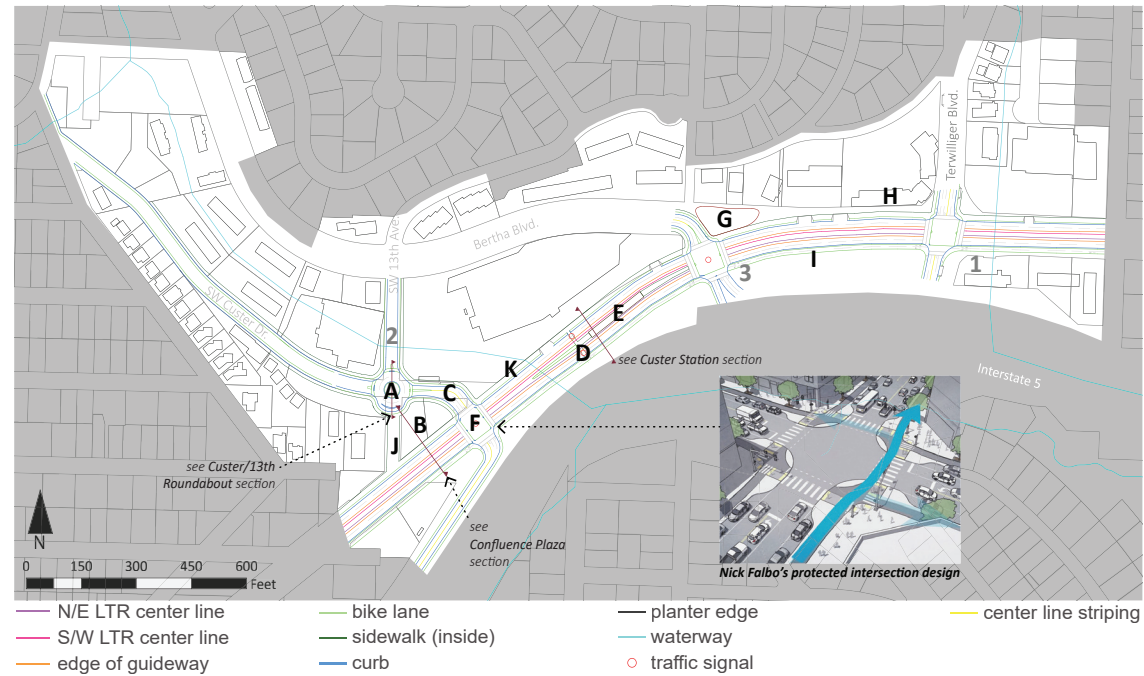 Terwilliger Blvd.
H
G
SW 13th Ave.
Bertha Blvd.
I
3
1
SW Custer Dr.
E
2
D
see Custer Station section
K
Interstate 5
A
C
B
F
J
see Custer/13th
Roundabout section
see
Confluence Plaza
section
N
0 150 300 450 600
Feet
Nick Falbo's protected intersection design
N/E LTR center line
S/W LTR center line
edge of guideway
bike lane
sidewalk (inside)
curb
planter edge
waterway
traffic signal
center line striping